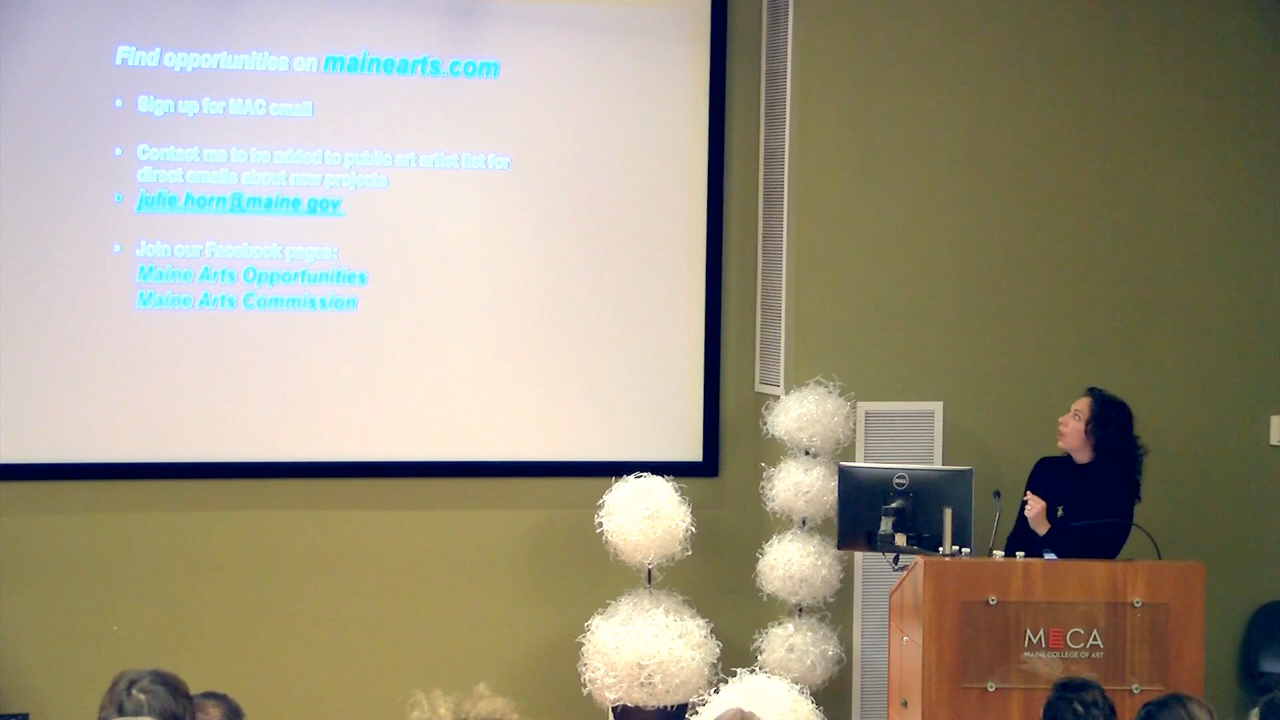 Find opportunities on mainearts.com
• Sign up for MAC email
• Contact me to be added to public art artist list for
direct emails about new projects
• julie.horn@maine.gov
• Join our Facebook pages:
Maine Arts Opportunities
Maine Arts Commission
DELL
MECA
MAINE COLLEGE OF ART